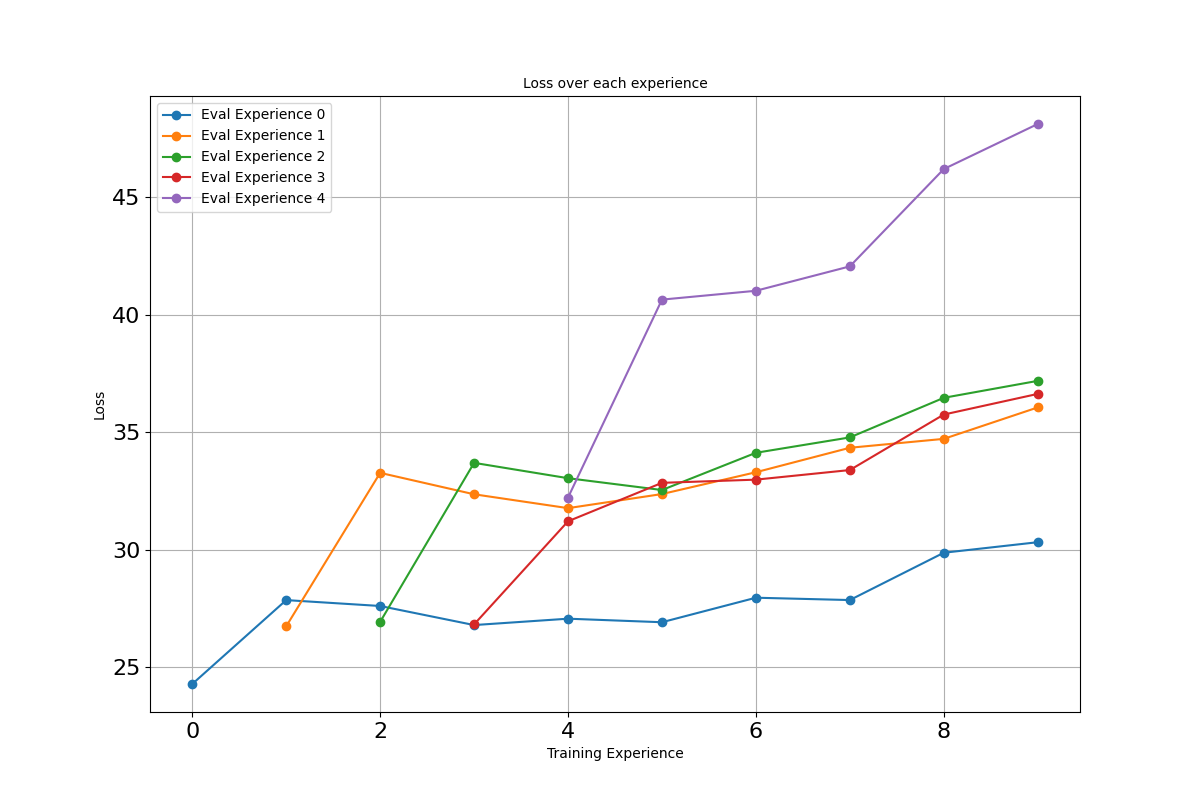 Loss over each experience
Eval Experience 0
Eval Experience 1
Eval Experience 2
Eval Experience 3
Eval Experience 4
45
40
35
30
25
Loss
0 2 4 6 8
Training Experience